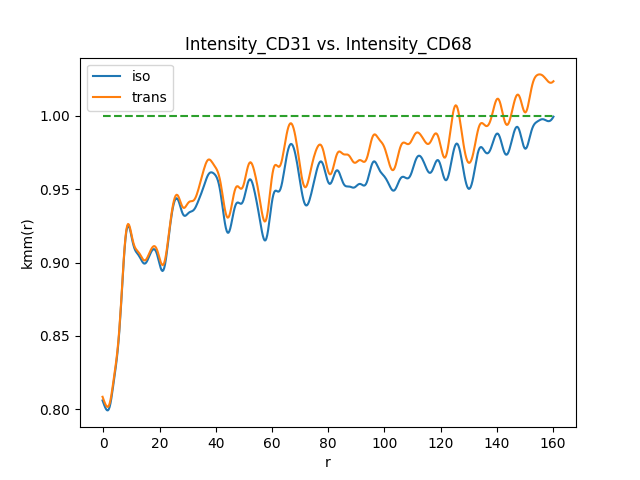 Intensity_CD31 vs. Intensity_CD68
iso
trans
1.00
0.95
0.90
0.85
0.80
kmm(r)
0 20 40 60 80 100 120 140 160
r